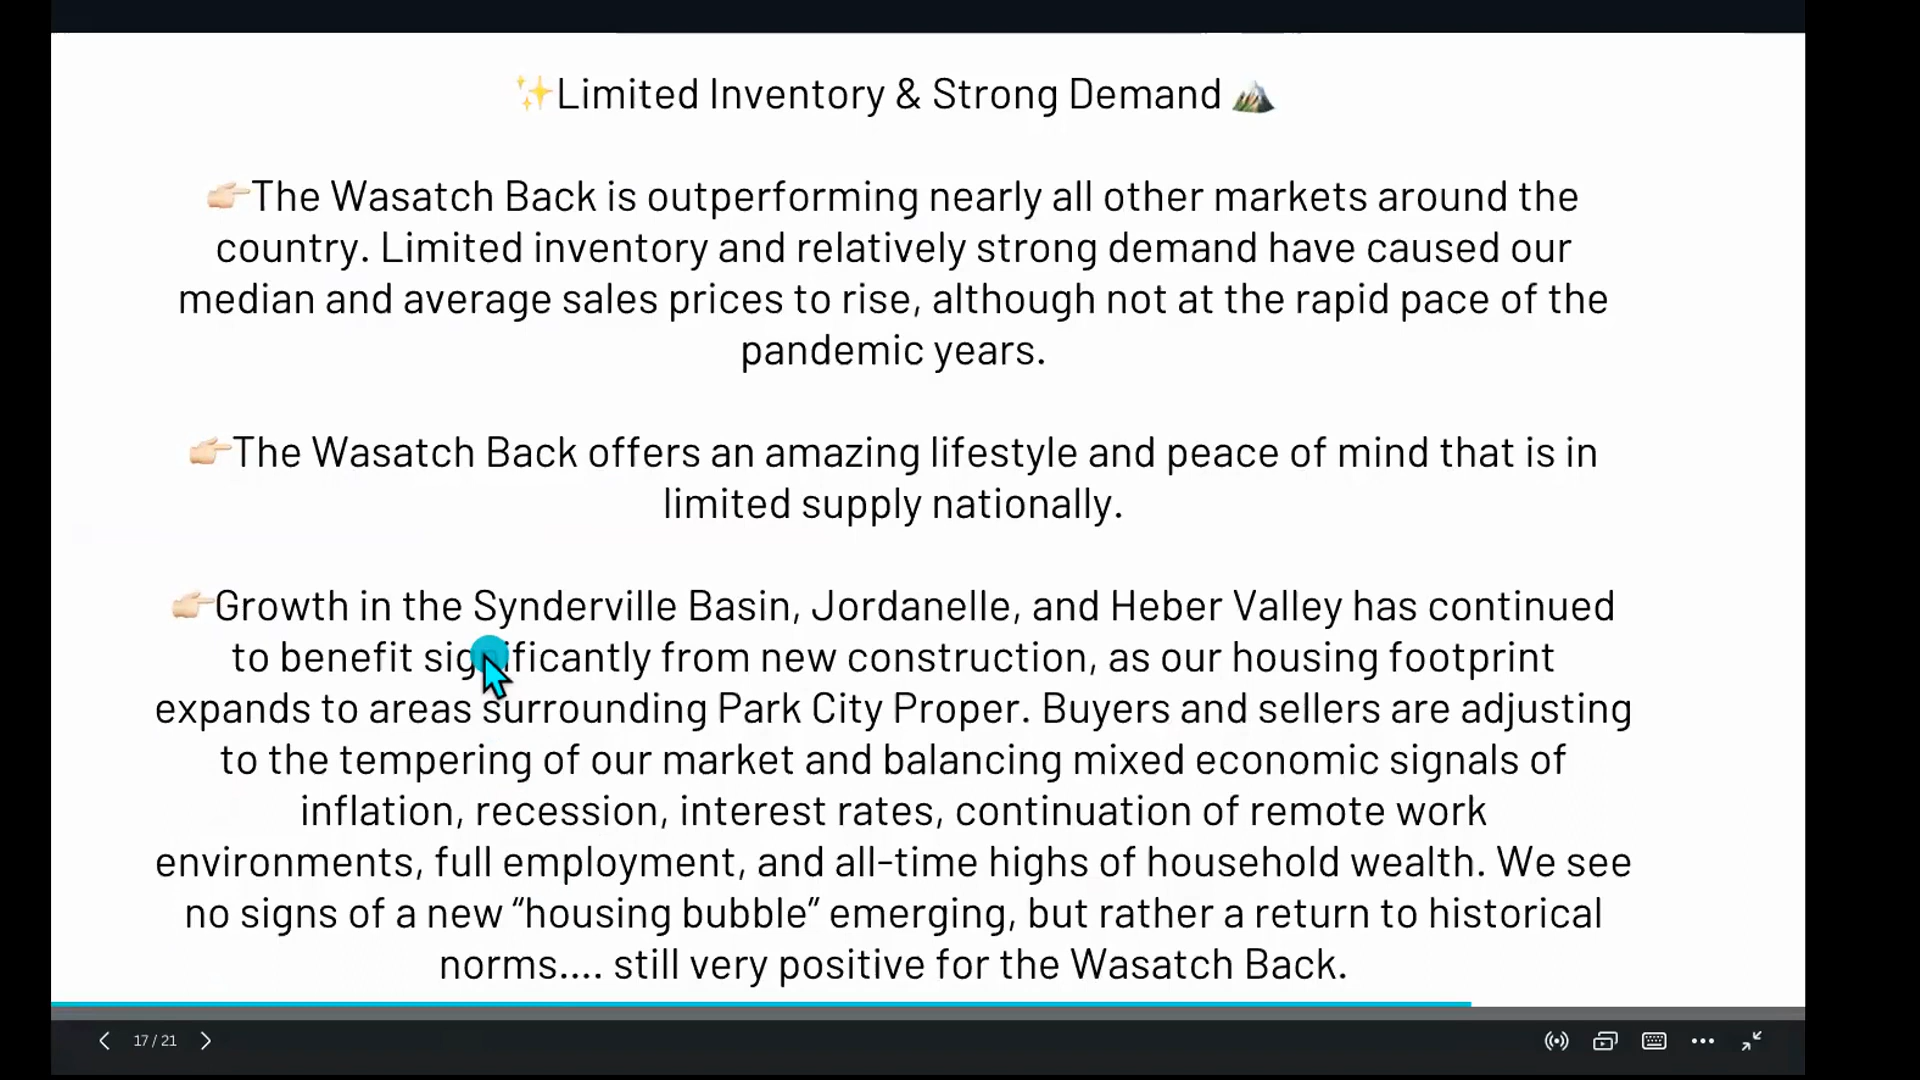 ✨Limited Inventory & Strong Demand 🏔️
👉🏻The Wasatch Back is outperforming nearly all other markets around the
country. Limited inventory and relatively strong demand have caused our
median and average sales prices to rise, although not at the rapid pace of the
pandemic years.
👉🏻The Wasatch Back offers an amazing lifestyle and peace of mind that is in
limited supply nationally.
👉🏻Growth in the Synderville Basin, Jordanelle, and Heber Valley has continued
to benefit significantly from new construction, as our housing footprint
expands to areas surrounding Park City Proper. Buyers and sellers are adjusting
to the tempering of our market and balancing mixed economic signals of
inflation, recession, interest rates, continuation of remote work
environments, full employment, and all-time highs of household wealth. We see
no signs of a new “housing bubble” emerging, but rather a return to historical
norms.... still very positive for the Wasatch Back.
17 / 21